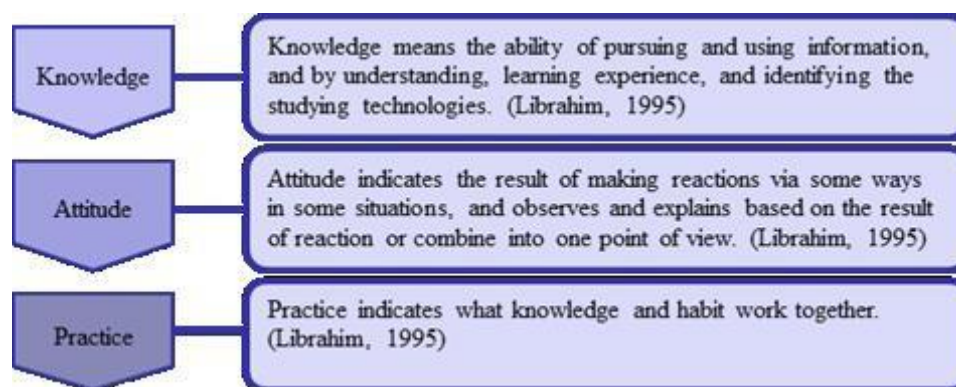 Knowledge
Knowledge means the ability of pursuing and using information,
and by understanding, learning experience, and identifying the
studying technologies. (Librahim, 1995)
Attitude
Attitude indicates the result of making reactions via some ways
in some situations, and observes and explains based on the result
of reaction or combine into one point of view. (Librahim, 1995)
Practice
Practice indicates what knowledge and habit work together.
(Librahim, 1995)